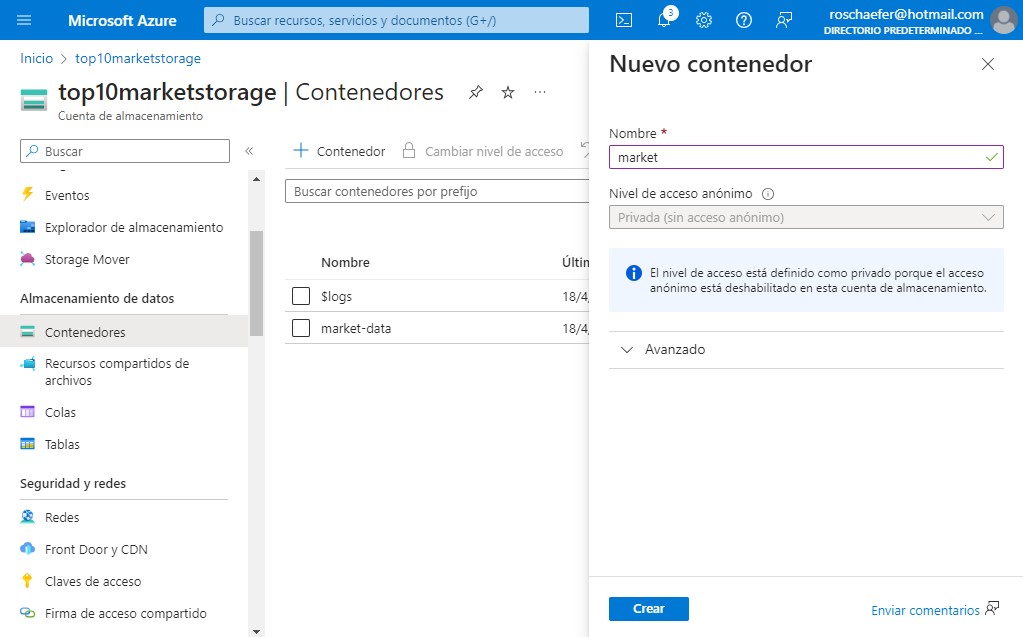 Microsoft Azure
Buscar recursos, servicios y documentos (G+/)
3
roschaefer@hotmail.com
DIRECTORIO PREDETERMINADO ...
Inicio > top10marketstorage
top10marketstorage | Contenedores
...
Cuenta de almacenamiento
Buscar
«
Eventos
Explorador de almacenamiento
Storage Mover
Almacenamiento de datos
Contenedores
Recursos compartidos de
archivos
Colas
Tablas
Seguridad y redes
Redes
Front Door y CDN
Claves de acceso
Firma de acceso compartido
+ Contenedor
Cambiar nivel de acceso
Buscar contenedores por prefijo
Nombre Últin
$logs 18/4,
market-data 18/4,
Nuevo contenedor
Nombre *
market
Nivel de acceso anónimo
Privada (sin acceso anónimo)
El nivel de acceso está definido como privado porque el acceso
anónimo está deshabilitado en esta cuenta de almacenamiento.
Avanzado
Crear
Enviar comentarios